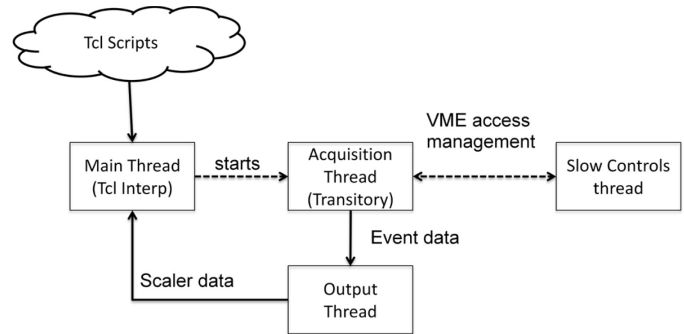 Tcl Scripts
VME access
management
Main Thread
(Tcl Interp)
starts
Acquisition
Thread
(Transitory)
Slow Controls
thread
Event data
Scaler data
Output
Thread